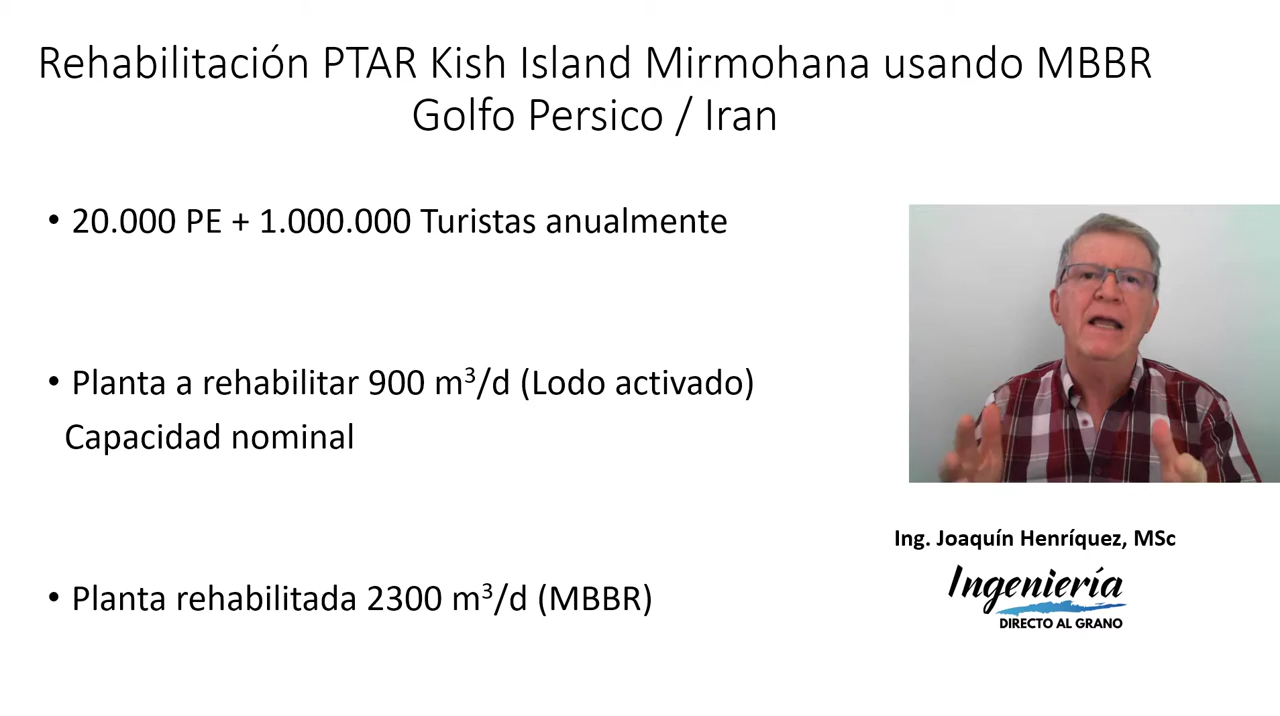 Rehabilitación PTAR Kish Island Mirmohana usando MBBR
Golfo Persico / Iran
• 20.000 PE + 1.000.000 Turistas anualmente
• Planta a rehabilitar 900 m³/d (Lodo activado)
Capacidad nominal
• Planta rehabilitada 2300 m³/d (MBBR)
Ing. Joaquín Henríquez, MSc
Ingeniería
DIRECTO AL GRANO